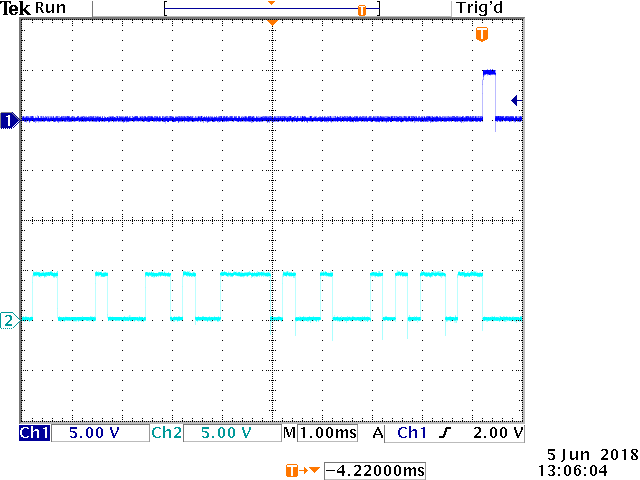 Tek Run Trig'd
T
T
1
2
Ch1 5.00 V Ch2 5.00 V M 1.00ms A Ch1 2.00 V
5 Jun 2018
T -4.22000ms 13:06:04